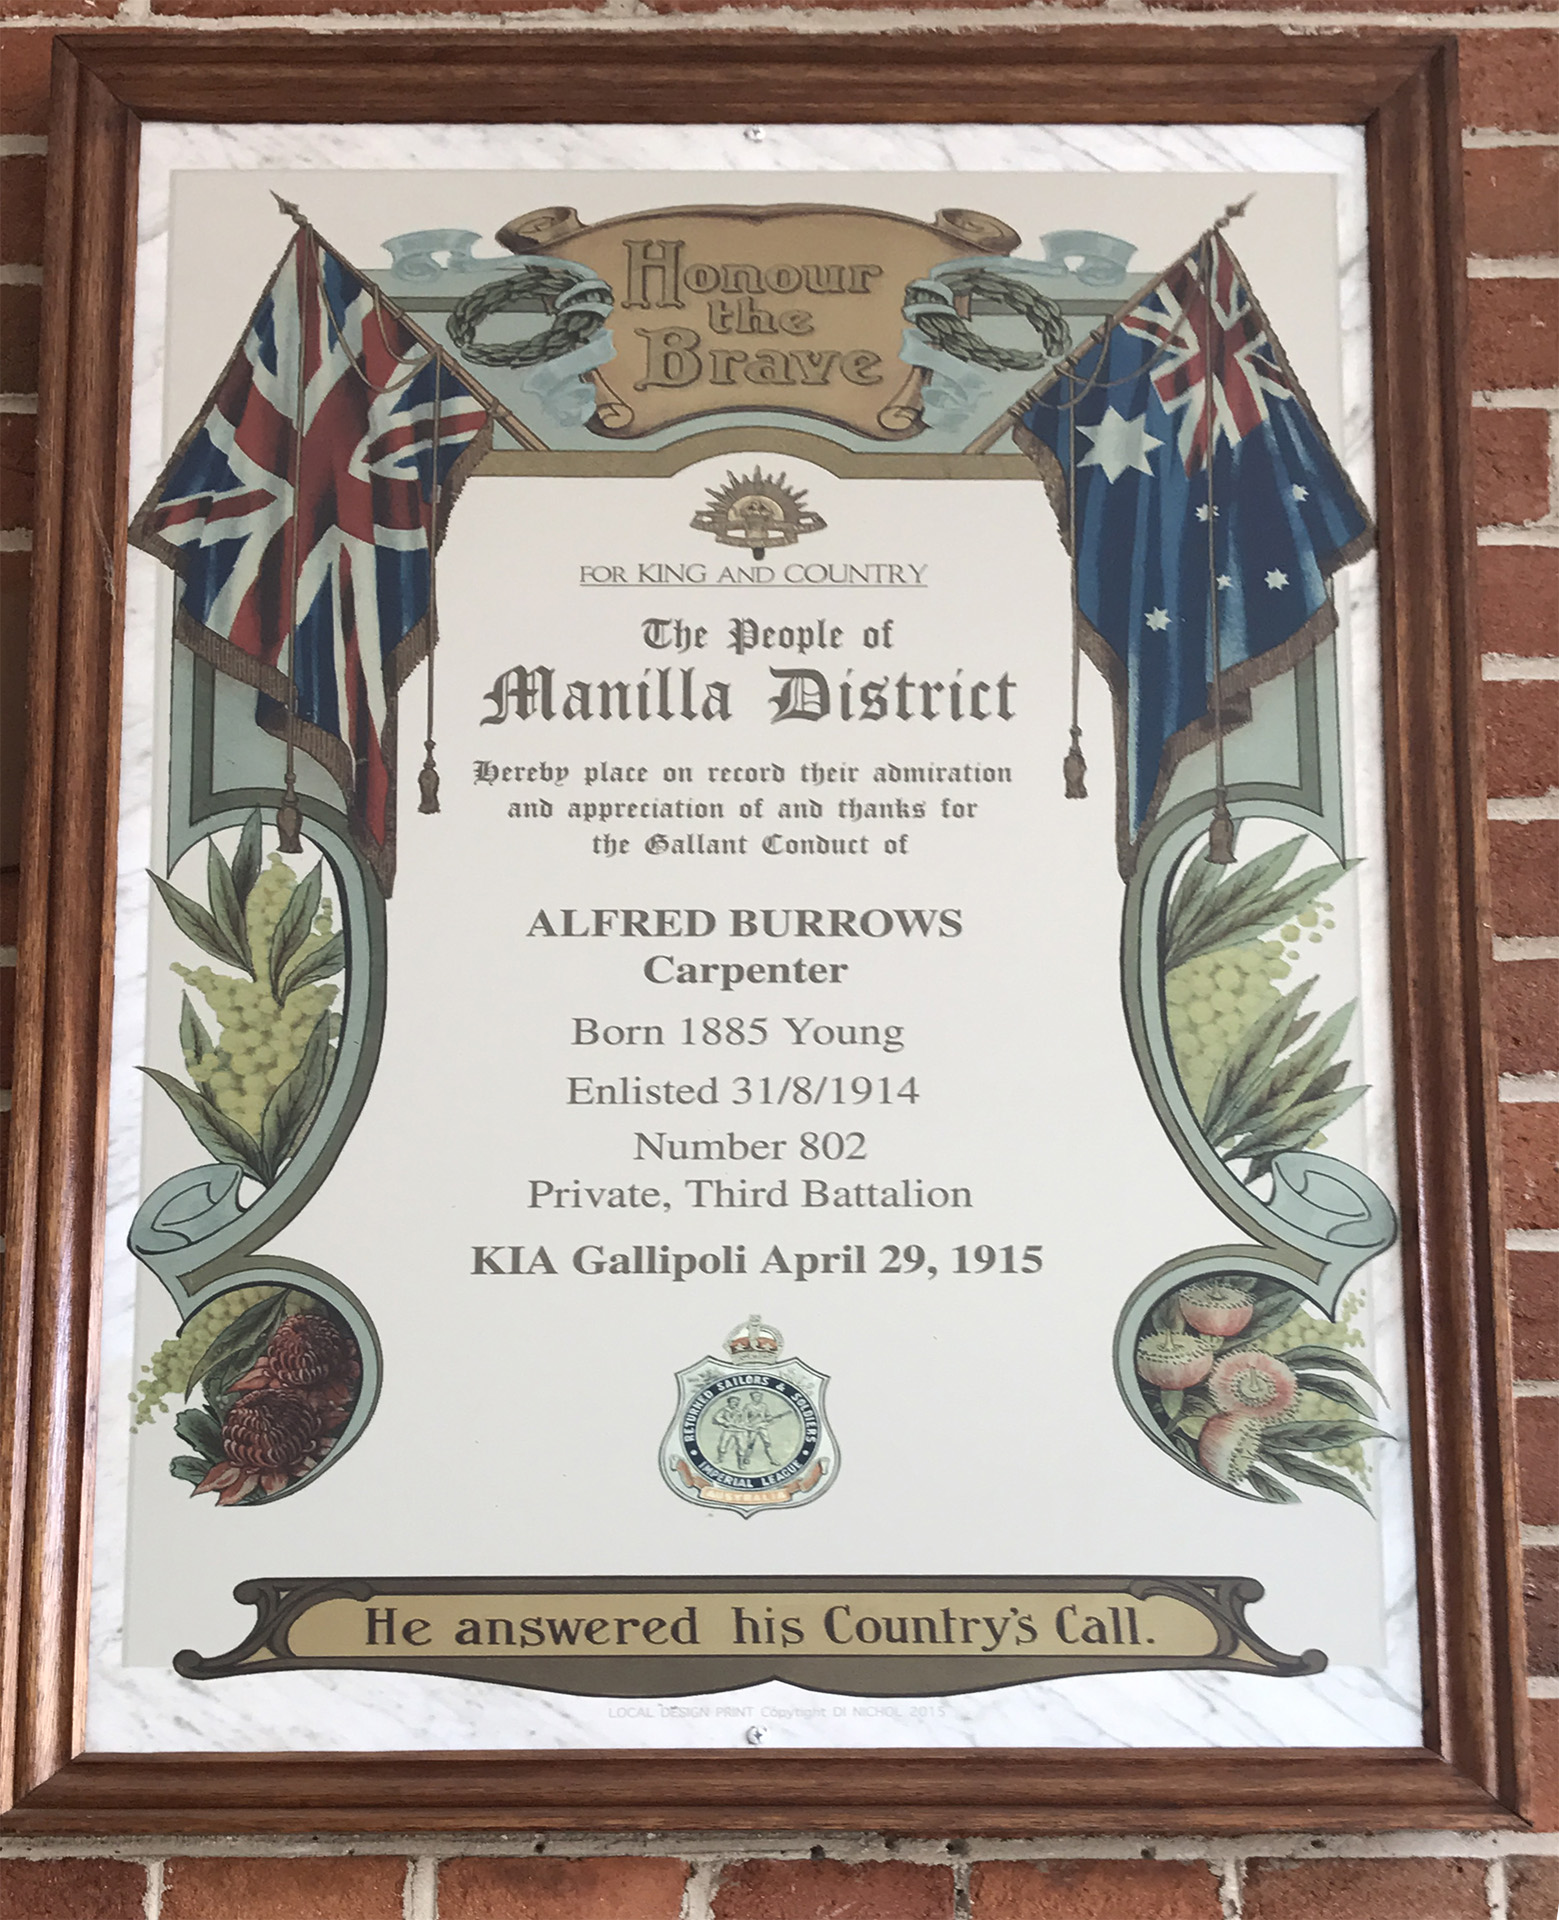 Honour
the
Brave
FOR KING AND COUNTRY
The People of
Manilla District
Hereby place on record their admiration
and appreciation of and thanks for
the Gallant Conduct of
ALFRED BURROWS
Carpenter
Born 1885 Young
Enlisted 31/8/1914
Number 802
Private, Third Battalion
KIA Gallipoli April 29, 1915
RETURNED SAILORS & SOLDIERS
IMPERIAL LEAGUE
AUSTRALIA
He answered his Country's Call.
LOCAL DESIGN PRINT Copyright DI NICHOL 2015